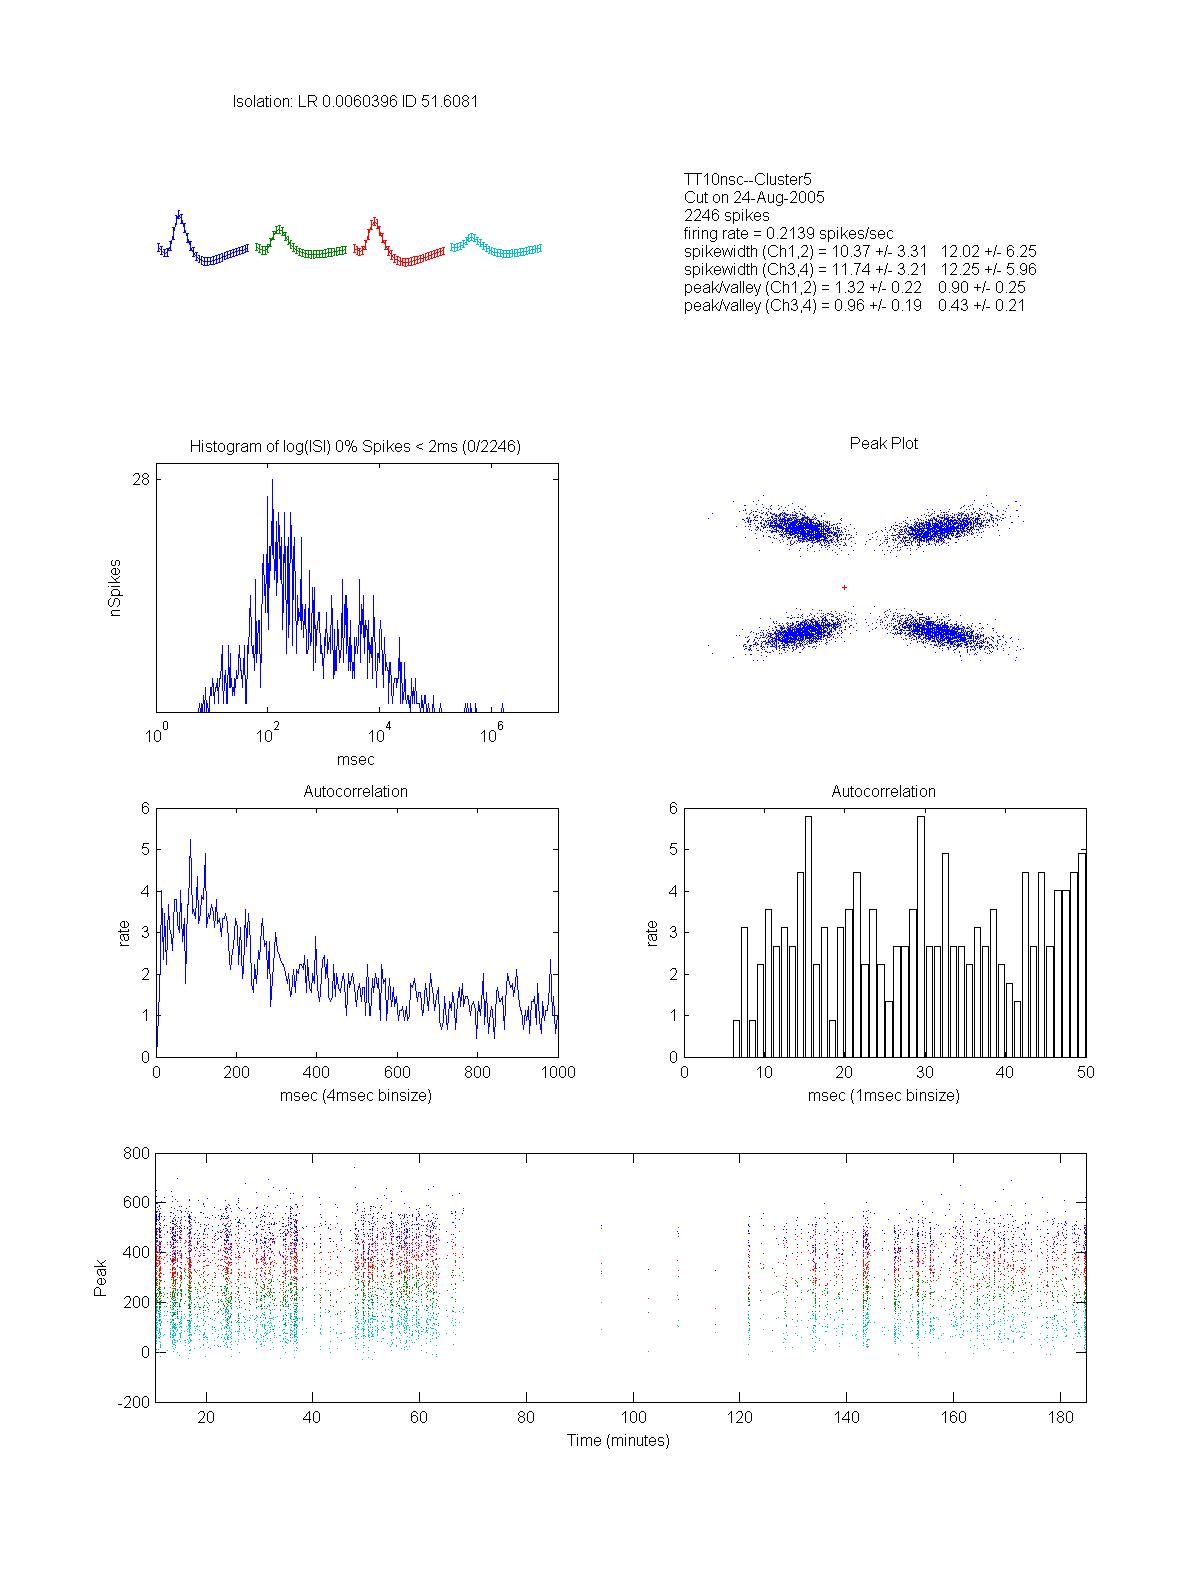 Isolation: LR 0.0060396 ID 51.6081
TT10nsc--Cluster5
Cut on 24-Aug-2005
2246 spikes
firing rate = 0.2139 spikes/sec
spikewidth (Ch1,2) = 10.37 +/- 3.31 12.02 +/- 6.25
spikewidth (Ch3,4) = 11.74 +/- 3.21 12.25 +/- 5.96
peak/valley (Ch1,2) = 1.32 +/- 0.22 0.90 +/- 0.25
peak/valley (Ch3,4) = 0.96 +/- 0.19 0.43 +/- 0.21
Histogram of log(ISI) 0% Spikes < 2ms (0/2246)
28
nSpikes
10^0 10^2 10^4 10^6
msec
Peak Plot
Autocorrelation
6
5
4
3
2
1
0
rate
0 200 400 600 800 1000
msec (4msec binsize)
Autocorrelation
6
5
4
3
2
1
0
rate
0 10 20 30 40 50
msec (1msec binsize)
800
600
400
200
0
-200
Peak
20 40 60 80 100 120 140 160 180
Time (minutes)